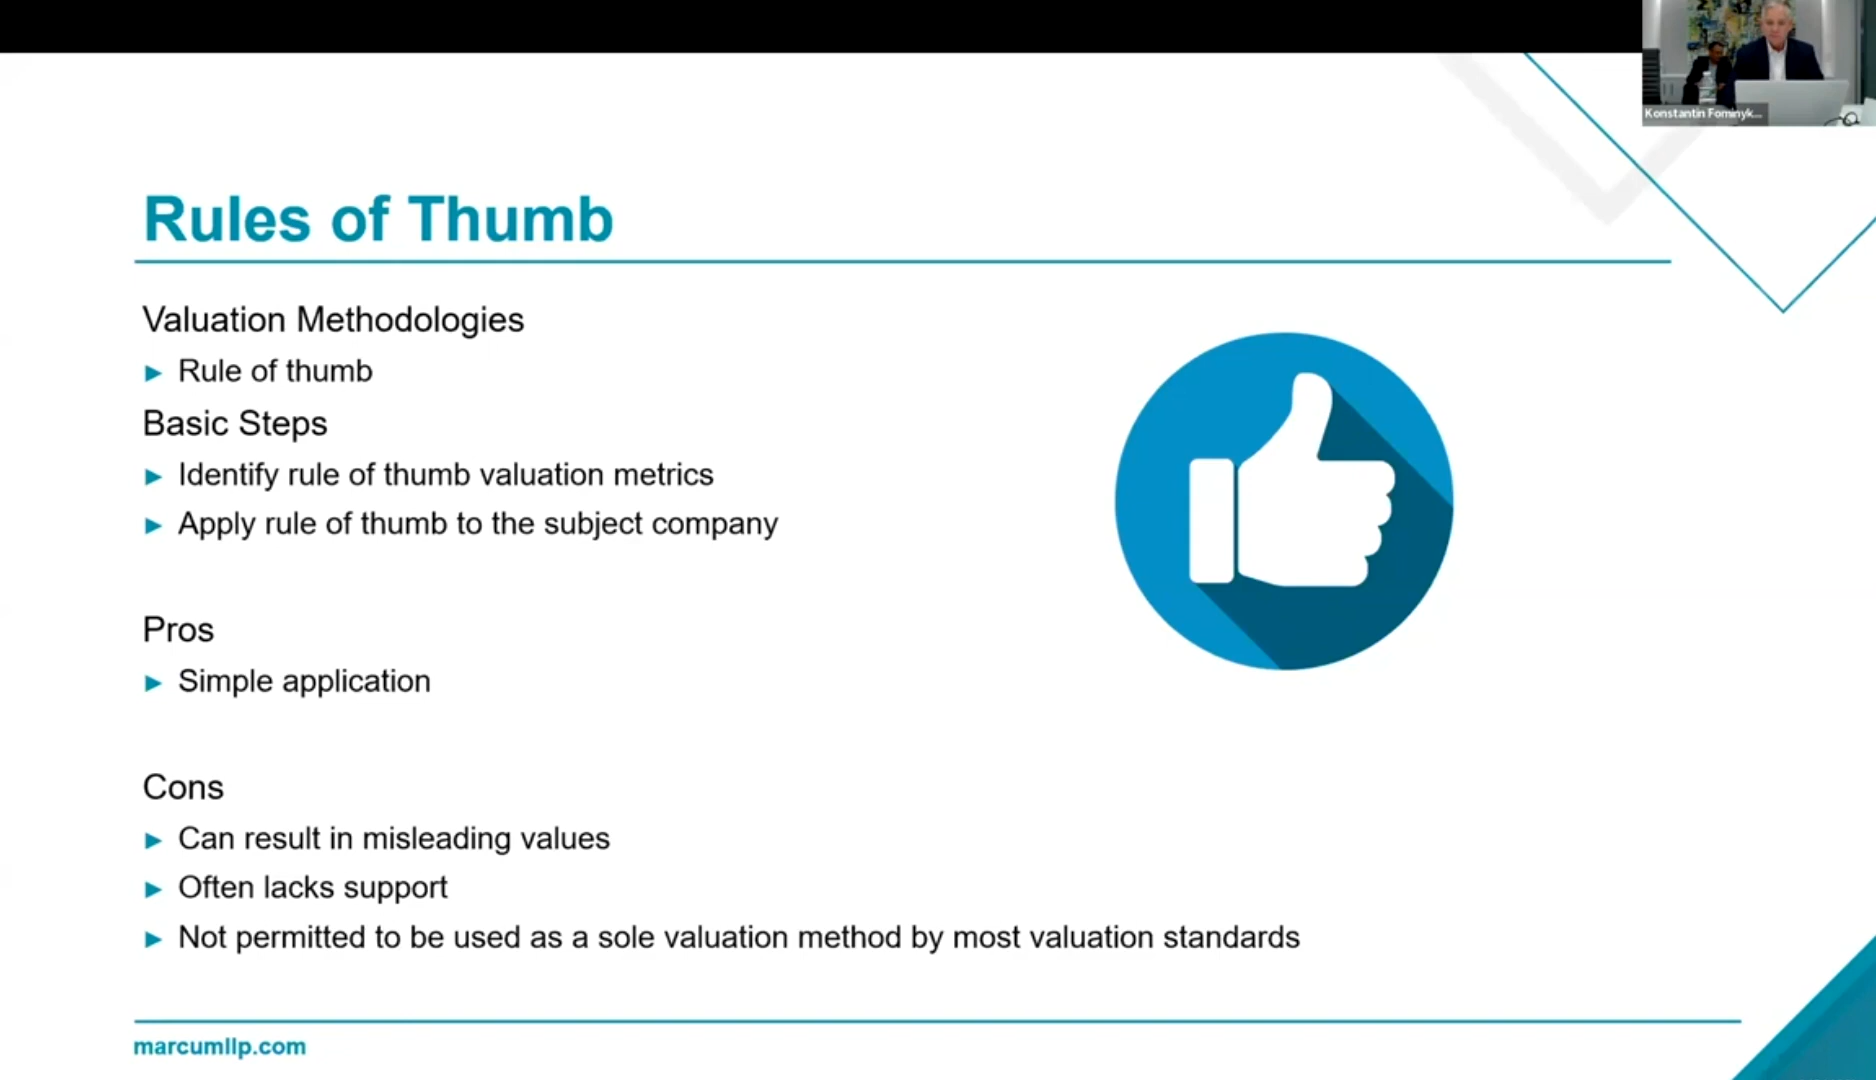 Konstantin Fominyk...
Rules of Thumb
Valuation Methodologies
► Rule of thumb
Basic Steps
► Identify rule of thumb valuation metrics
► Apply rule of thumb to the subject company
Pros
► Simple application
Cons
► Can result in misleading values
► Often lacks support
► Not permitted to be used as a sole valuation method by most valuation standards
marcumllp.com